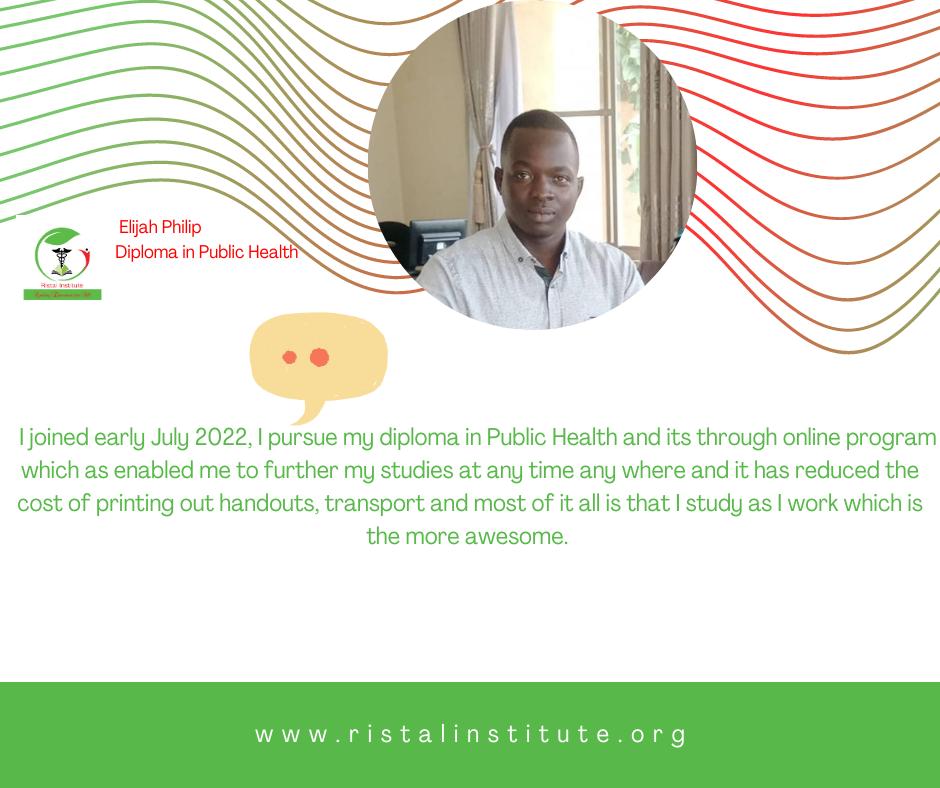 Elijah Philip
Diploma in Public Health
Ristal Institute
I joined early July 2022, I pursue my diploma in Public Health and its through online program
which as enabled me to further my studies at any time any where and it has reduced the
cost of printing out handouts, transport and most of it all is that I study as I work which is
the more awesome.
www.ristalinstitute.org